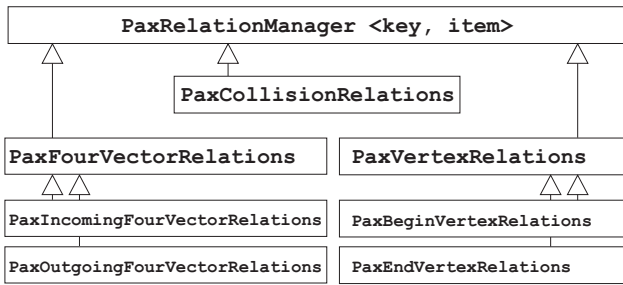 PaxRelationManager <key, item>
PaxCollisionRelations
PaxFourVectorRelations
PaxVertexRelations
PaxIncomingFourVectorRelations
PaxBeginVertexRelations
PaxOutgoingFourVectorRelations
PaxEndVertexRelations